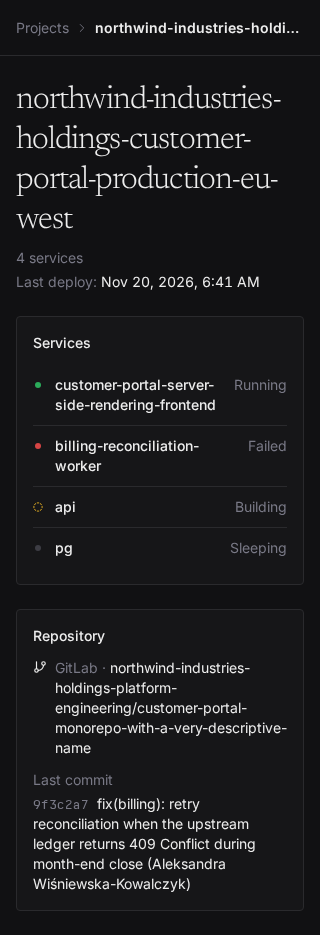 Projects > northwind-industries-holdi...
northwind-industries-
holdings-customer-
portal-production-eu-
west
4 services
Last deploy: Nov 20, 2026, 6:41 AM
Services
customer-portal-server-
side-rendering-frontend
Running
billing-reconciliation-
worker
Failed
api
Building
pg
Sleeping
Repository
GitLab · northwind-industries-
holdings-platform-
engineering/customer-portal-
monorepo-with-a-very-descriptive-
name
Last commit
9f3c2a7 fix(billing): retry
reconciliation when the upstream
ledger returns 409 Conflict during
month-end close (Aleksandra
Wiśniewska-Kowalczyk)